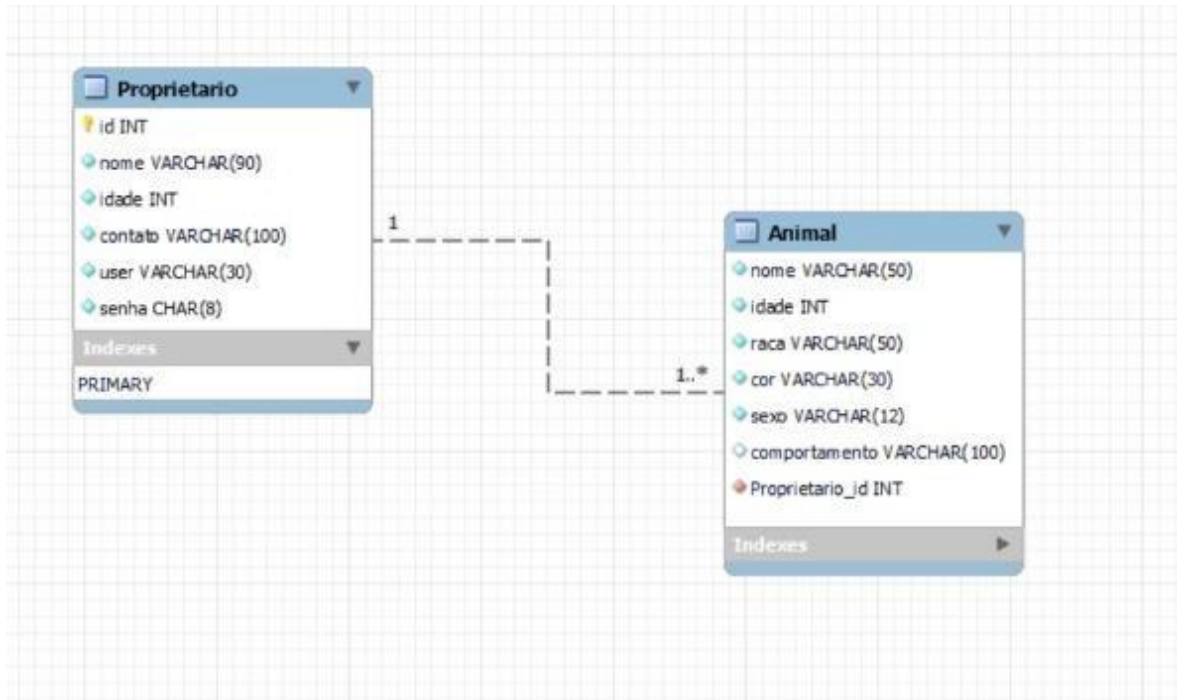 Proprietario
id INT
nome VARCHAR(90)
idade INT
contato VARCHAR(100)
user VARCHAR(30)
senha CHAR(8)
Indexes
PRIMARY
1
1..*
Animal
nome VARCHAR(50)
idade INT
raca VARCHAR(50)
cor VARCHAR(30)
sexo VARCHAR(12)
comportamento VARCHAR(100)
Proprietario_id INT
Indexes